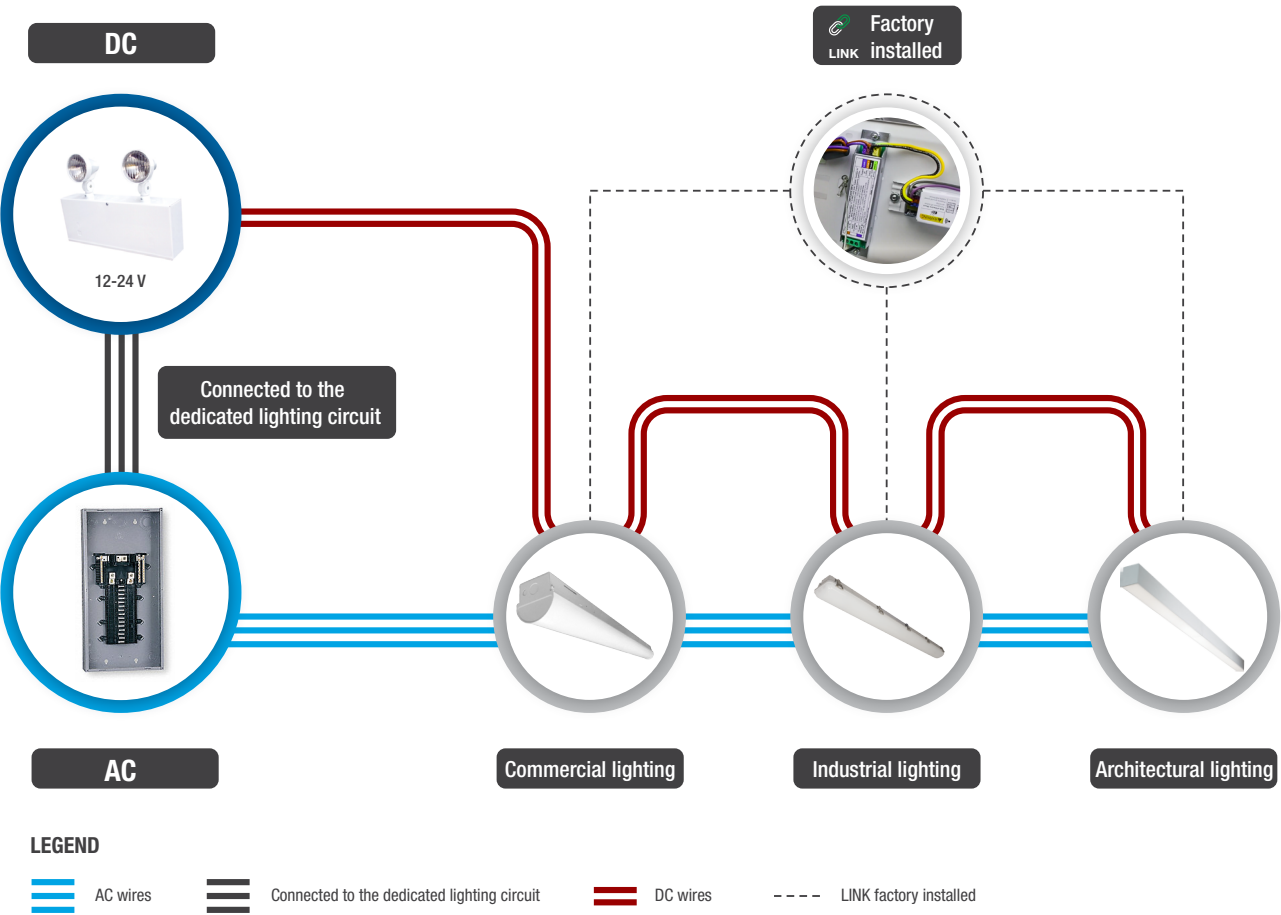 DC
Factory
LINK installed
12-24 V
Connected to the
dedicated lighting circuit
AC
Commercial lighting
Industrial lighting
Architectural lighting
LEGEND
AC wires
Connected to the dedicated lighting circuit
DC wires
LINK factory installed